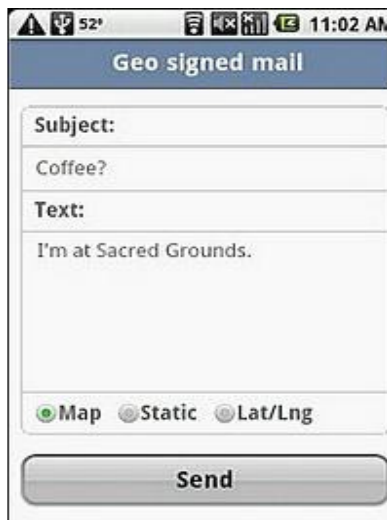 52° 11:02 AM
Geo signed mail
Subject:
Coffee?
Text:
I'm at Sacred Grounds.
Map Static Lat/Lng
Send